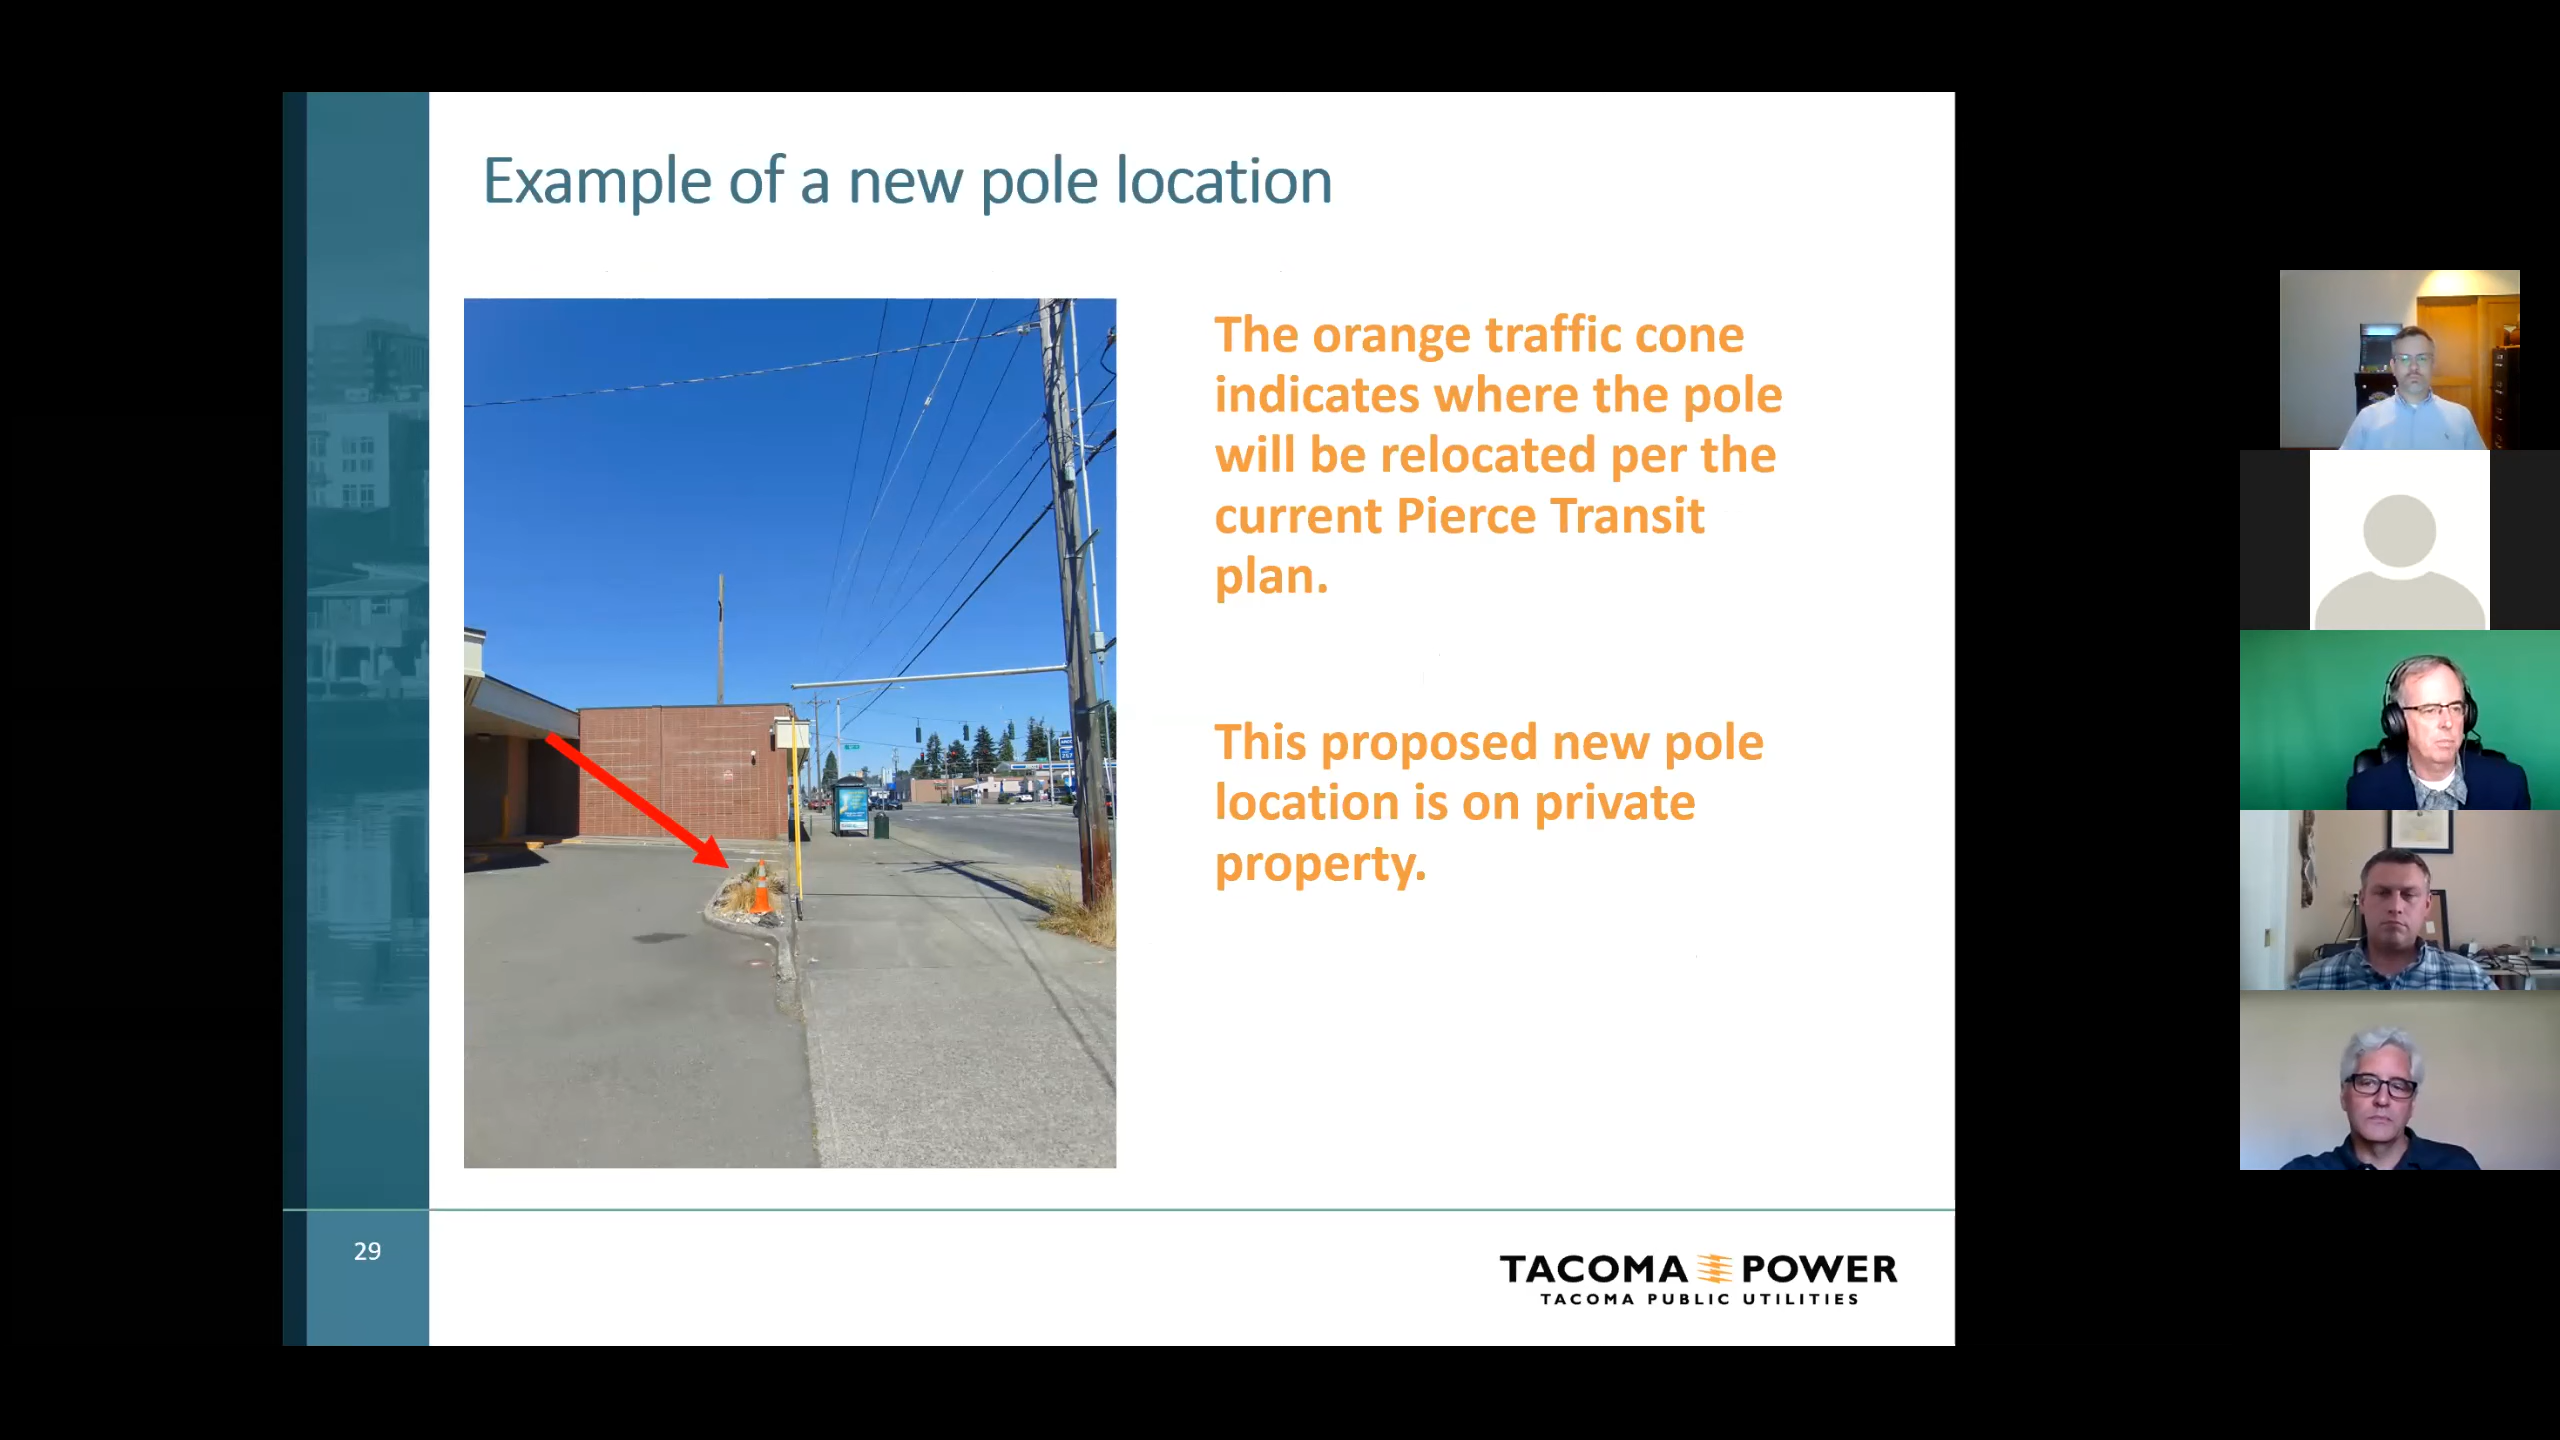 Example of a new pole location
The orange traffic cone
indicates where the pole
will be relocated per the
current Pierce Transit
plan.
This proposed new pole
location is on private
property.
29
TACOMA POWER
TACOMA PUBLIC UTILITIES